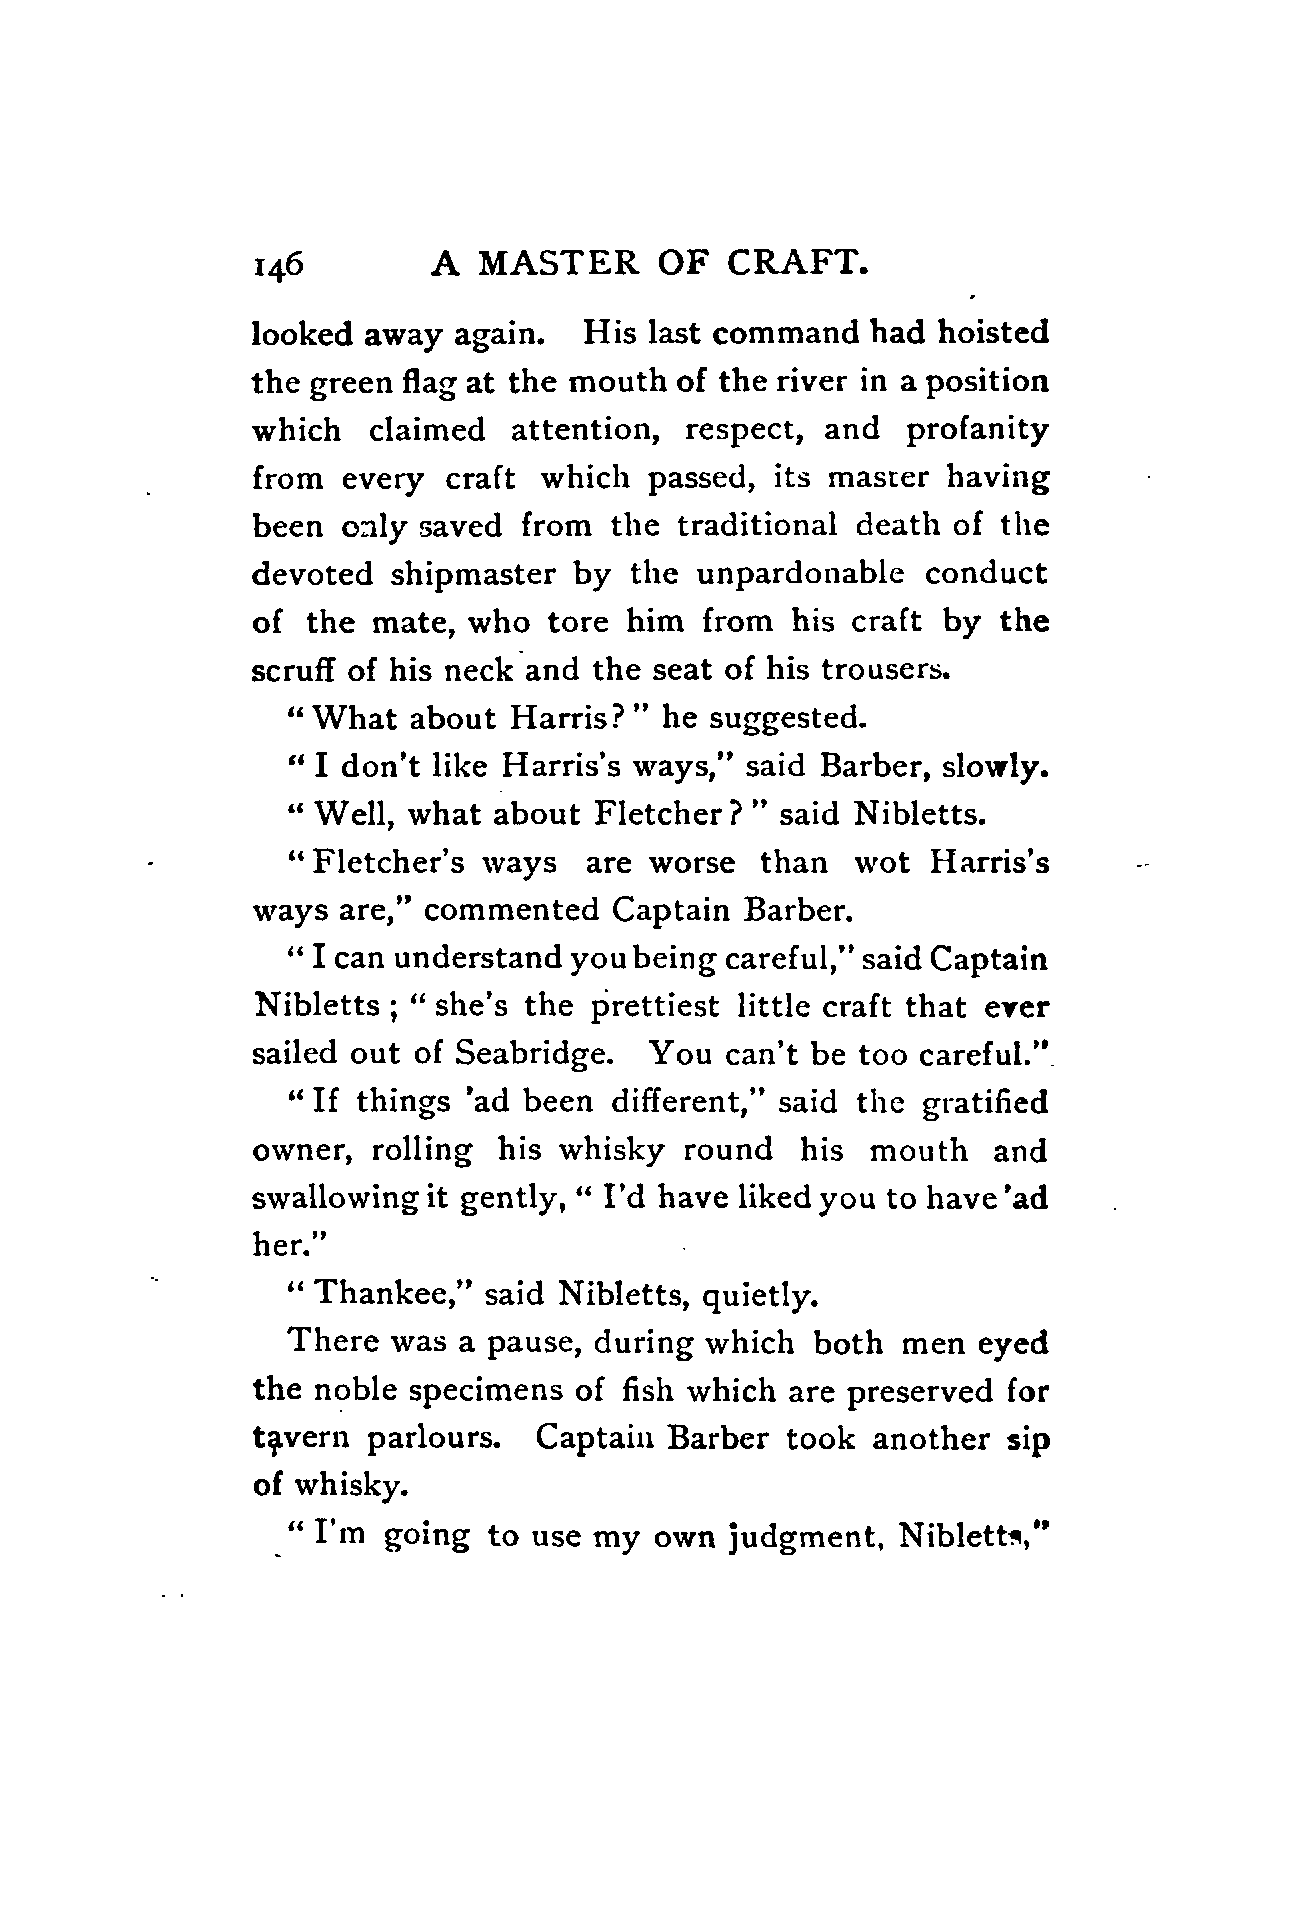 146 A MASTER OF CRAFT.
looked away again. His last command had hoisted
the green flag at the mouth of the river in a position
which claimed attention, respect, and profanity
from every craft which passed, its master having
been only saved from the traditional death of the
devoted shipmaster by the unpardonable conduct
of the mate, who tore him from his craft by the
scruff of his neck and the seat of his trousers.
“What about Harris?” he suggested.
“I don't like Harris's ways,” said Barber, slowly.
“Well, what about Fletcher?” said Nibletts.
“Fletcher's ways are worse than wot Harris's
ways are,” commented Captain Barber.
“I can understand you being careful,” said Captain
Nibletts; “she's the prettiest little craft that ever
sailed out of Seabridge. You can't be too careful.”
“If things 'ad been different,” said the gratified
owner, rolling his whisky round his mouth and
swallowing it gently, “I'd have liked you to have 'ad
her.”
“Thankee,” said Nibletts, quietly.
There was a pause, during which both men eyed
the noble specimens of fish which are preserved for
tavern parlours. Captain Barber took another sip
of whisky.
“I'm going to use my own judgment, Nibletts,”